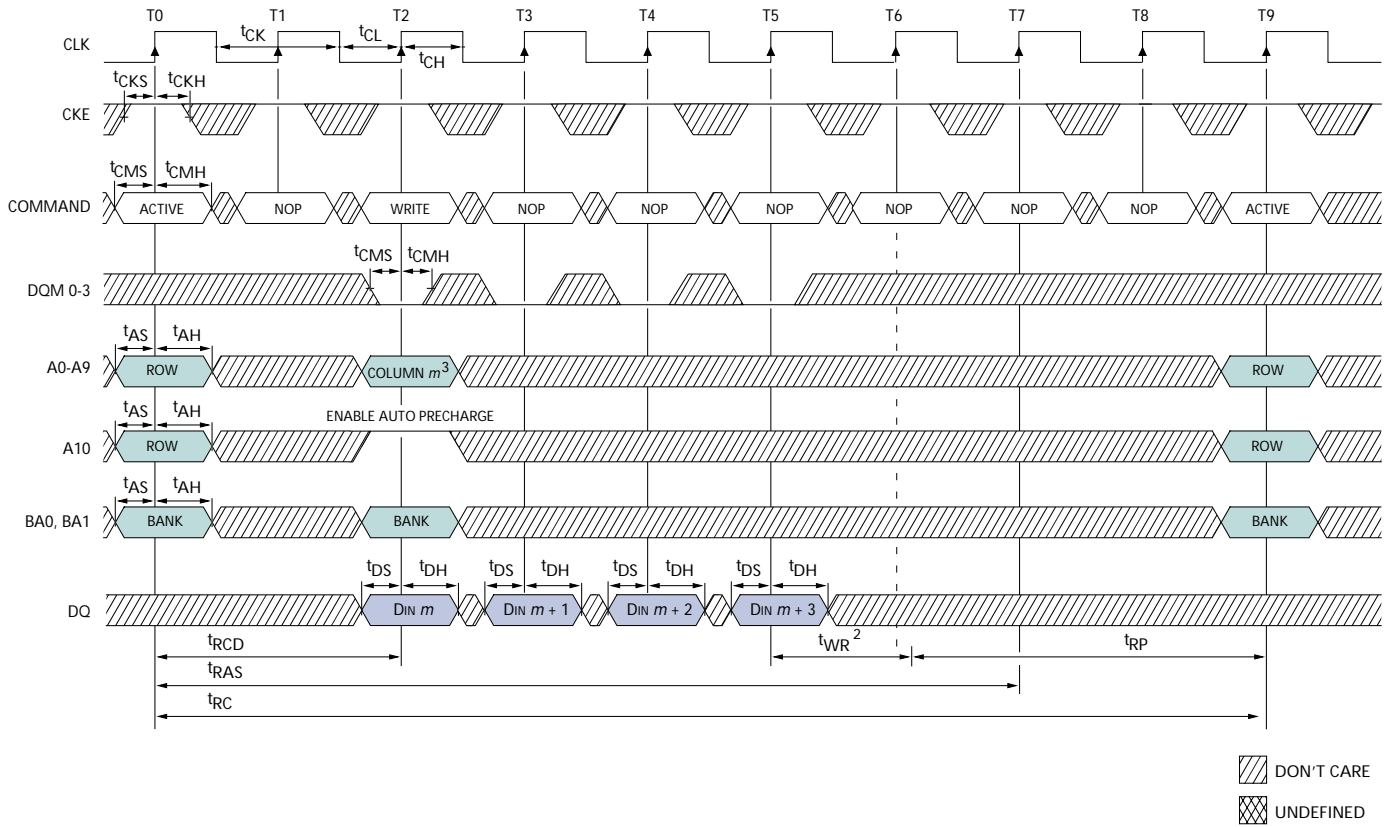 T0 T1 T2 T3 T4 T5 T6 T7 T8 T9
CLK tCK tCL tCH
tCKS tCKH
CKE
tCMS tCMH
COMMAND ACTIVE NOP WRITE NOP NOP NOP NOP NOP NOP ACTIVE
tCMS tCMH
DQM 0-3
tAS tAH
A0-A9 ROW COLUMN m3 ROW
tAS tAH ENABLE AUTO PRECHARGE
A10 ROW ROW
tAS tAH
BA0, BA1 BANK BANK BANK
tDS tDH tDS tDH tDS tDH tDS tDH
DQ DIN m DIN m + 1 DIN m + 2 DIN m + 3
tRCD tWR 2 tRP
tRAS
tRC
DON'T CARE
UNDEFINED